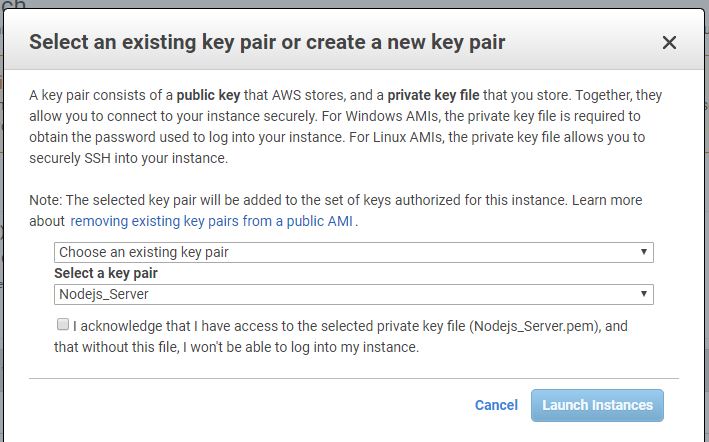 ch
Select an existing key pair or create a new key pair
A key pair consists of a public key that AWS stores, and a private key file that you store. Together, they
allow you to connect to your instance securely. For Windows AMIs, the private key file is required to
obtain the password used to log into your instance. For Linux AMIs, the private key file allows you to
securely SSH into your instance.
Note: The selected key pair will be added to the set of keys authorized for this instance. Learn more
about removing existing key pairs from a public AMI.
Choose an existing key pair
Select a key pair
Nodejs_Server
I acknowledge that I have access to the selected private key file (Nodejs_Server.pem), and
that without this file, I won't be able to log into my instance.
Cancel
Launch Instances